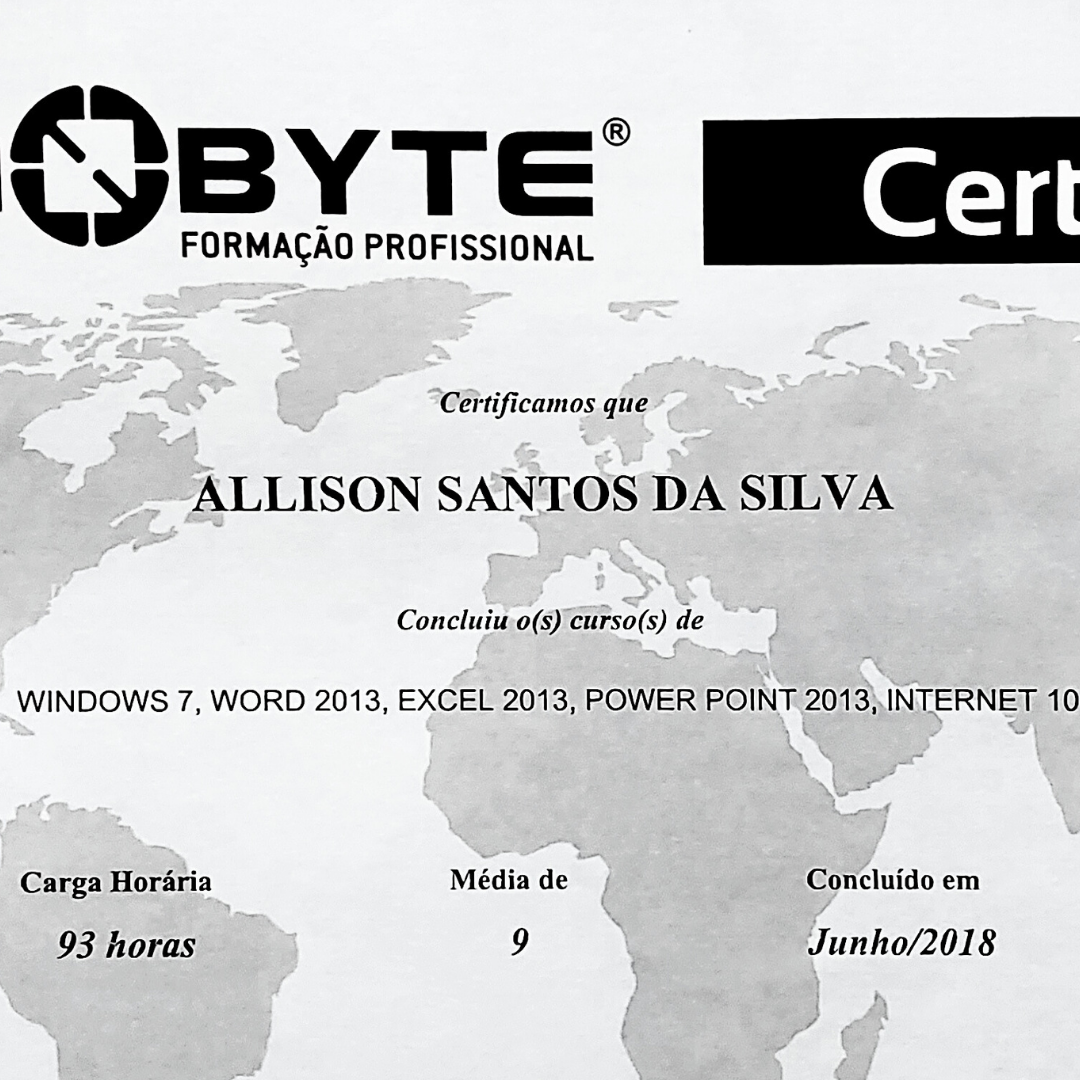 BYTE®
FORMAÇÃO PROFISSIONAL
Cert
Certificamos que
ALLISON SANTOS DA SILVA
Concluiu o(s) curso(s) de
WINDOWS 7, WORD 2013, EXCEL 2013, POWER POINT 2013, INTERNET 10
Carga Horária
Média de
Concluído em
93 horas
9
Junho/2018